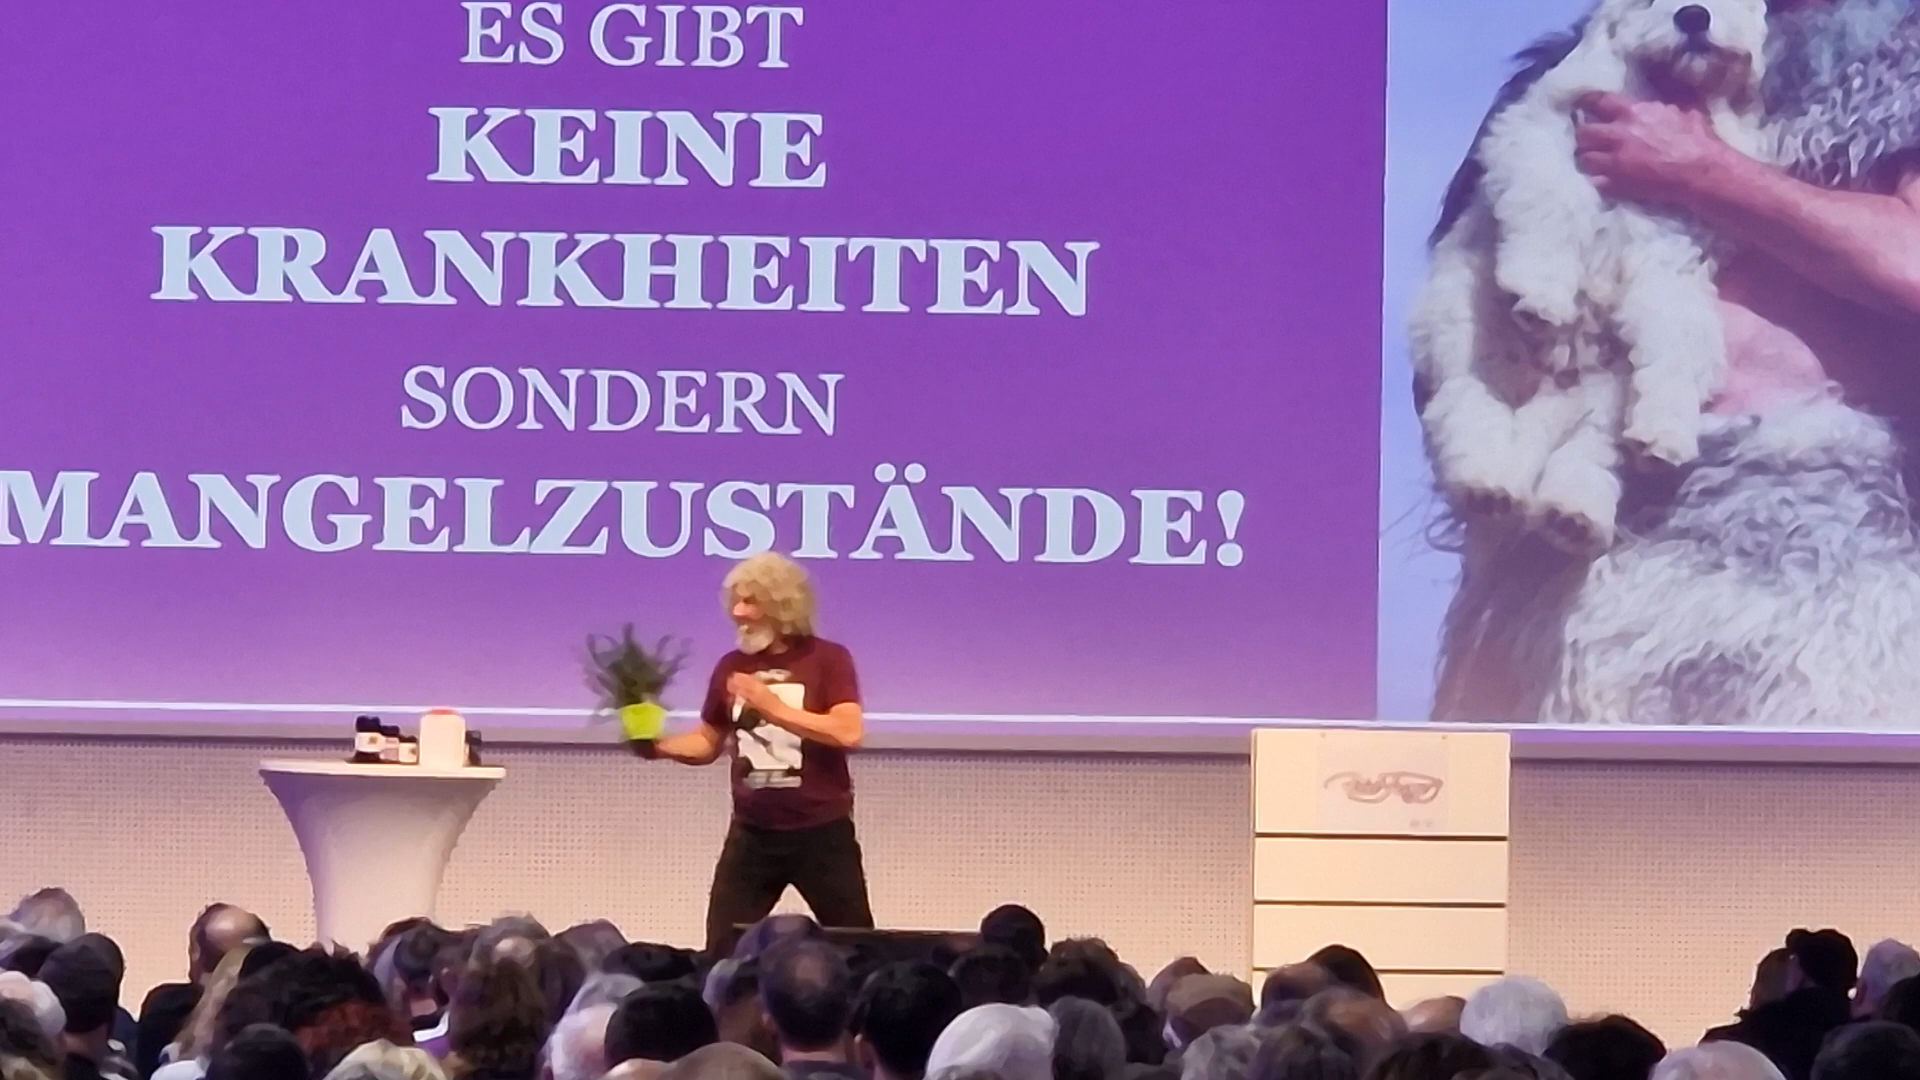 ES GIBT
KEINE
KRANKHEITEN
SONDERN
MANGELZUSTÄNDE!